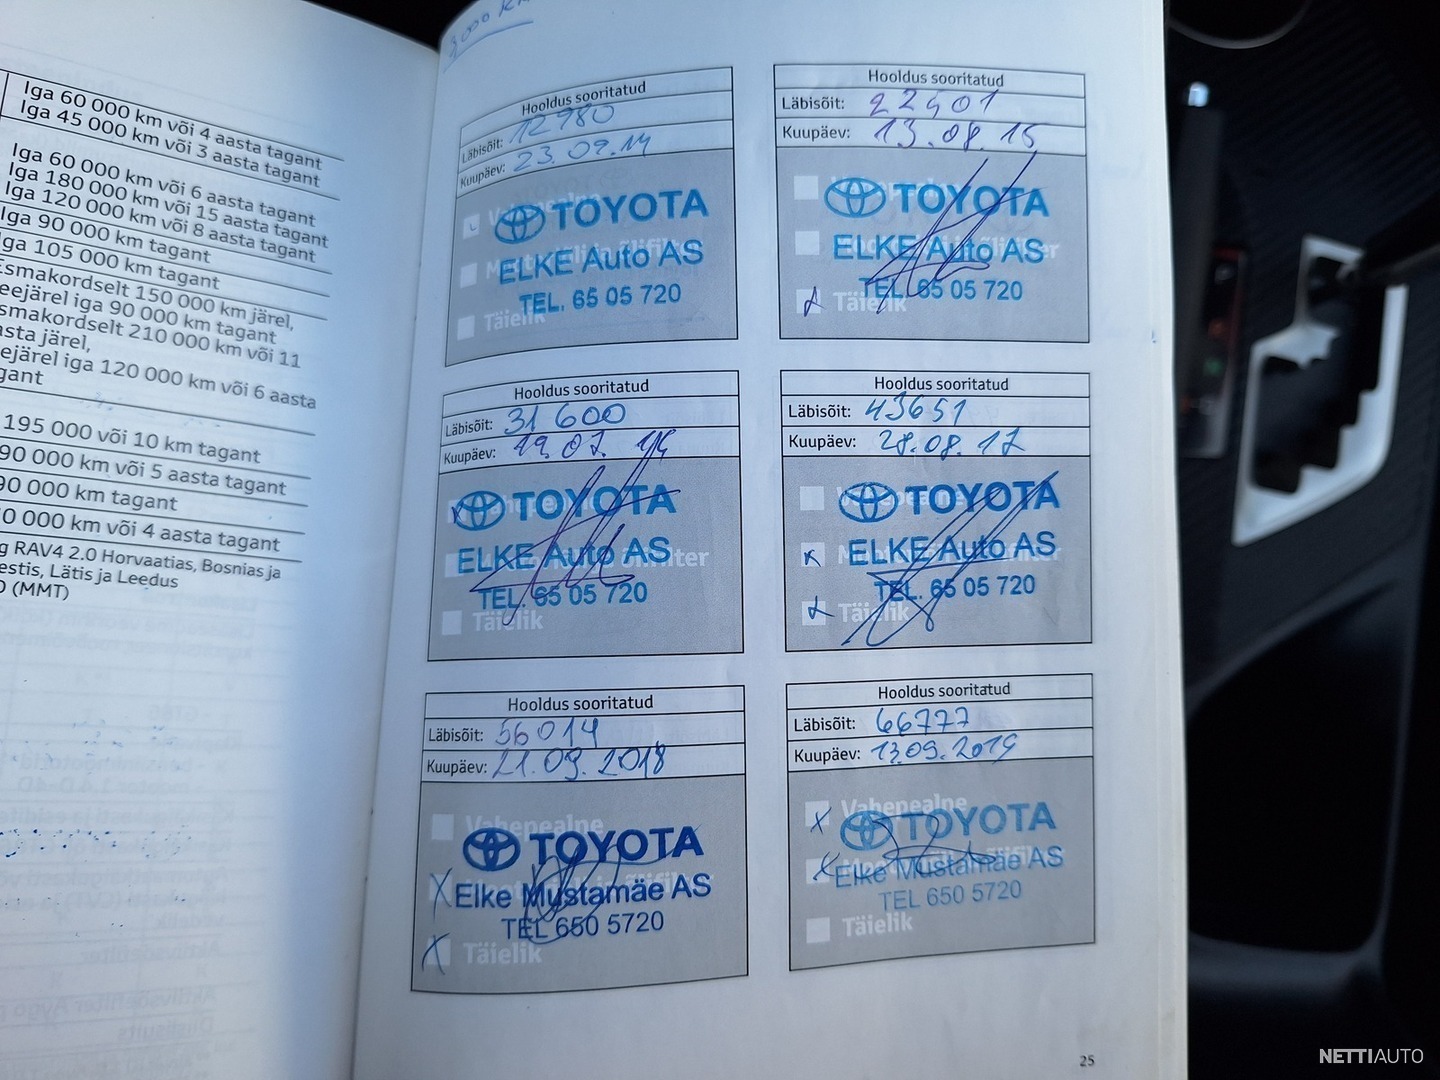 Iga 60 000 km või 4 aasta tagant
Iga 45 000 km või 3 aasta tagant
Iga 60 000 km või 6 aasta tagant
Iga 180 000 km või 15 aasta tagant
Iga 120 000 km või 8 aasta tagant
Iga 90 000 km tagant
Iga 105 000 km tagant
Esmakordselt 150 000 km järel,
seejärel iga 90 000 km tagant
Esmakordselt 210 000 km või 11
aasta järel,
seejärel iga 120 000 km või 6 aasta
tagant
195 000 või 10 km tagant
90 000 km või 5 aasta tagant
90 000 km tagant
0 000 km või 4 aasta tagant
g RAV4 2.0 Horvaatias, Bosnias ja
estis, Lätis ja Leedus
(MMT)
Hooldus sooritatud
Läbisõit: 12980
Kuupäev: 23.09.14
Vahepealne
TOYOTA
ELKE Auto AS
TEL. 65 05 720
Täielik
Hooldus sooritatud
Läbisõit: 22401
Kuupäev: 13.08.15
TOYOTA
ELKE Auto AS
TEL. 65 05 720
Täielik
Hooldus sooritatud
Läbisõit: 31 600
Kuupäev: 19.07.16
TOYOTA
ELKE Auto AS
TEL. 65 05 720
Täielik
Hooldus sooritatud
Läbisõit: 43651
Kuupäev: 28.08.17
Vahepealne
TOYOTA
ELKE Auto AS
TEL. 65 05 720
Täielik
Hooldus sooritatud
Läbisõit: 56014
Kuupäev: 21.09.2018
Vahepealne
TOYOTA
Elke Mustamäe AS
TEL 650 5720
Täielik
Hooldus sooritatud
Läbisõit: 66777
Kuupäev: 13.09.2019
Vahepealne
TOYOTA
Elke Mustamäe AS
TEL 650 5720
Täielik
25
NETTIAUTO